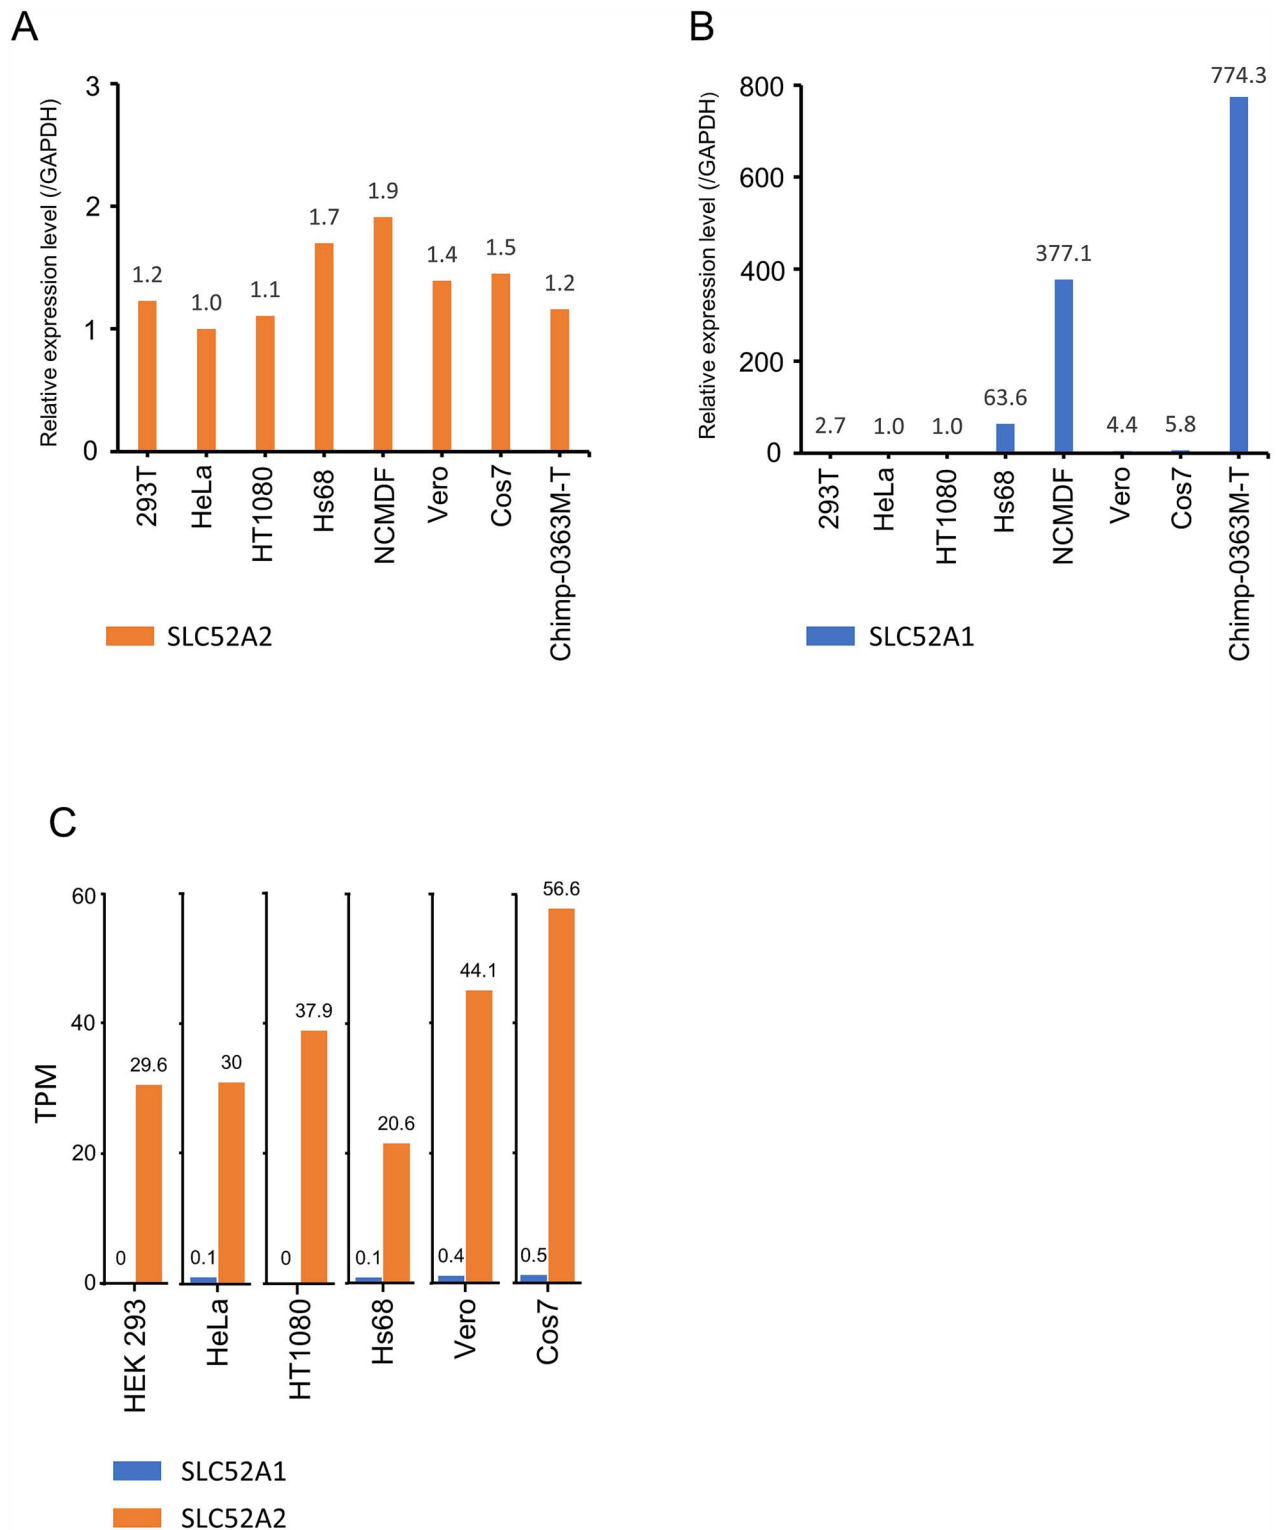 A
Relative expression level (/GAPDH)
3
2
1
0
1.2
1.0
1.1
1.7
1.9
1.4
1.5
1.2
293T
HeLa
HT1080
Hs68
NCMDF
Vero
Cos7
Chimp-0363M-T
SLC52A2
B
Relative expression level (/GAPDH)
800
600
400
200
0
2.7
1.0
1.0
63.6
377.1
4.4
5.8
774.3
293T
HeLa
HT1080
Hs68
NCMDF
Vero
Cos7
Chimp-0363M-T
SLC52A1
C
TPM
60
40
20
0
0
29.6
0.1
30
0
37.9
0.1
20.6
0.4
44.1
0.5
56.6
HEK 293
HeLa
HT1080
Hs68
Vero
Cos7
SLC52A1
SLC52A2